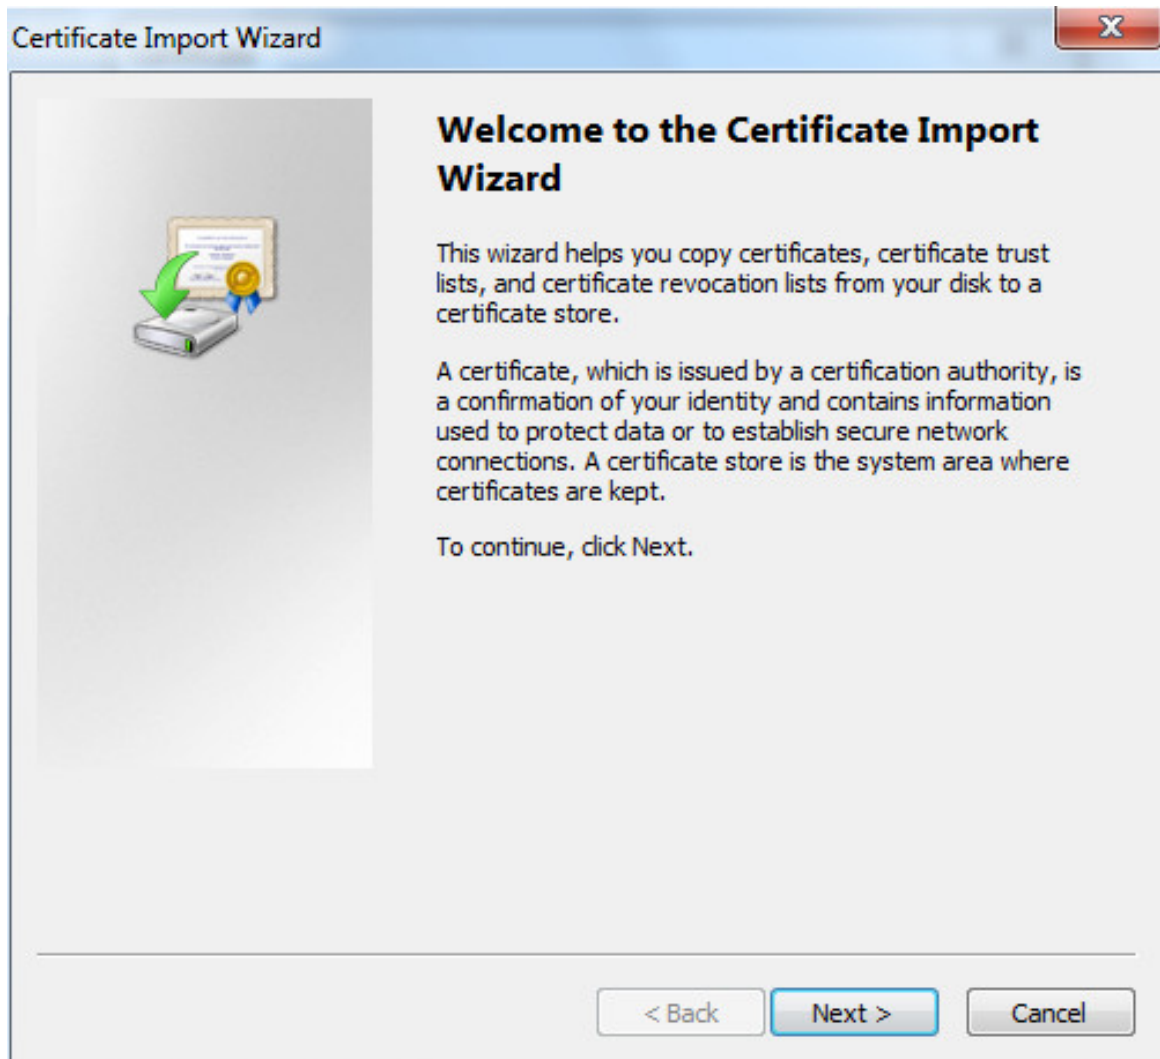 Certificate Import Wizard
X
Welcome to the Certificate Import
Wizard
This wizard helps you copy certificates, certificate trust
lists, and certificate revocation lists from your disk to a
certificate store.
A certificate, which is issued by a certification authority, is
a confirmation of your identity and contains information
used to protect data or to establish secure network
connections. A certificate store is the system area where
certificates are kept.
To continue, click Next.
< Back
Next >
Cancel